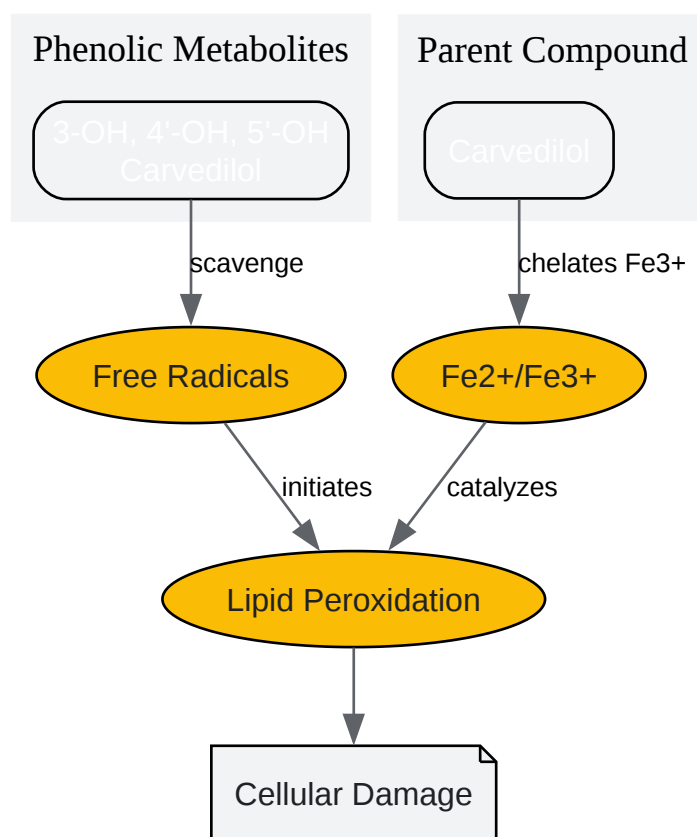 Phenolic Metabolites
Parent Compound
3-OH, 4'-OH, 5'-OH
Carvedilol
Carvedilol
scavenge
chelates Fe3+
Free Radicals
Fe2+/Fe3+
initiates
catalyzes
Lipid Peroxidation
Cellular Damage